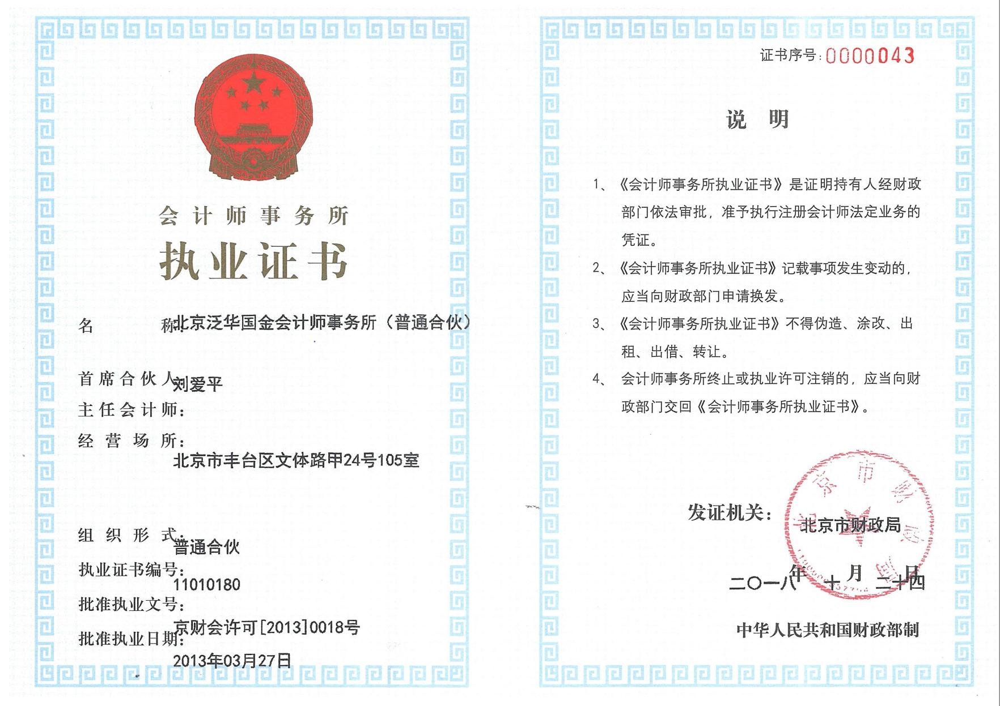 会计师事务所
执业证书
名 称:北京泛华国金会计师事务所（普通合伙）
首席合伙人:刘爱平
主任会计师:
经营场所:
北京市丰台区文体路甲24号105室
组织形式:
普通合伙
执业证书编号:
11010180
批准执业文号:
京财会许可[2013]0018号
批准执业日期:
2013年03月27日
证书序号:0000043
说 明
1、《会计师事务所执业证书》是证明持有人经财政
部门依法审批，准予执行注册会计师法定业务的
凭证。
2、《会计师事务所执业证书》记载事项发生变动的，
应当向财政部门申请换发。
3、《会计师事务所执业证书》不得伪造、涂改、出
租、出借、转让。
4、会计师事务所终止或执业许可注销的，应当向财
政部门交回《会计师事务所执业证书》。
发证机关:
北京市财政局
北京市财政局
二〇一八年 十月 二十四日
中华人民共和国财政部制